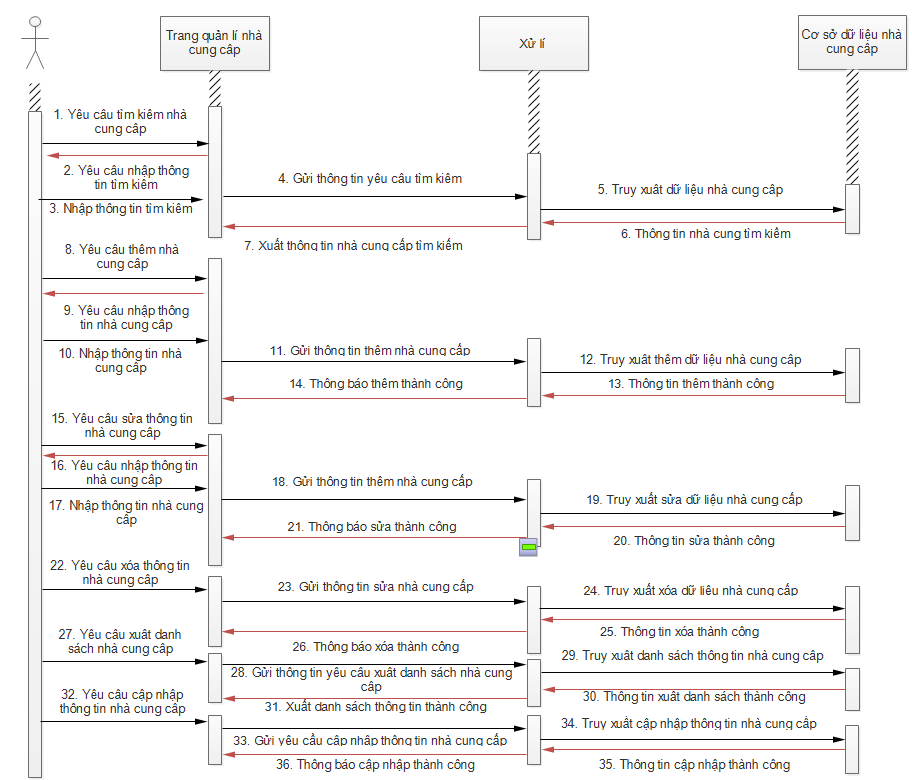 Trang quản lí nhà
cung cấp
Xử lí
Cơ sở dữ liệu nhà
cung cấp
1. Yêu cầu tìm kiếm nhà
cung cấp
2. Yêu cầu nhập thông
tin tìm kiếm
3. Nhập thông tin tìm kiếm
4. Gửi thông tin yêu cầu tìm kiếm
5. Truy xuất dữ liệu nhà cung cấp
6. Thông tin nhà cung tìm kiếm
7. Xuất thông tin nhà cung cấp tìm kiếm
8. Yêu cầu thêm nhà
cung cấp
9. Yêu cầu nhập thông
tin nhà cung cấp
10. Nhập thông tin nhà
cung cấp
11. Gửi thông tin thêm nhà cung cấp
12. Truy xuất thêm dữ liệu nhà cung cấp
13. Thông tin thêm thành công
14. Thông báo thêm thành công
15. Yêu cầu sửa thông tin
nhà cung cấp
16. Yêu cầu nhập thông tin
nhà cung cấp
17. Nhập thông tin nhà cung
cấp
18. Gửi thông tin thêm nhà cung cấp
19. Truy xuất sửa dữ liệu nhà cung cấp
20. Thông tin sửa thành công
21. Thông báo sửa thành công
22. Yêu cầu xóa thông tin
nhà cung cấp
23. Gửi thông tin sửa nhà cung cấp
24. Truy xuất xóa dữ liệu nhà cung cấp
25. Thông tin xóa thành công
26. Thông báo xóa thành công
27. Yêu cầu xuất danh
sách nhà cung cấp
28. Gửi thông tin yêu cầu xuất danh sách nhà cung
cấp
29. Truy xuất danh sách thông tin nhà cung cấp
30. Thông tin xuất danh sách thành công
31. Xuất danh sách thông tin thành công
32. Yêu cầu cập nhập
thông tin nhà cung cấp
33. Gửi yêu cầu cập nhập thông tin nhà cung cấp
34. Truy xuất cập nhập thông tin nhà cung cấp
35. Thông tin cập nhập thành công
36. Thông báo cập nhập thành công